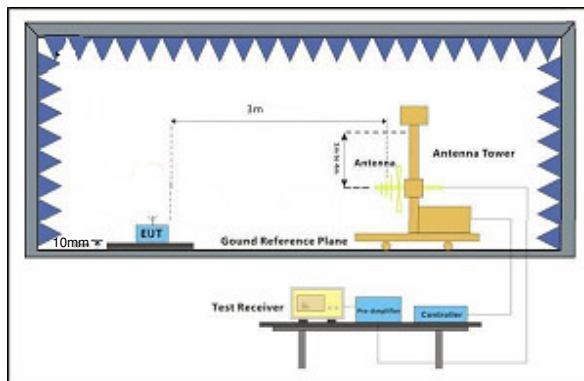 3m
Antenna
Antenna Tower
EUT
10mm
Gound Reference Plane
Test Receiver
Pre-Amplifier
Controller